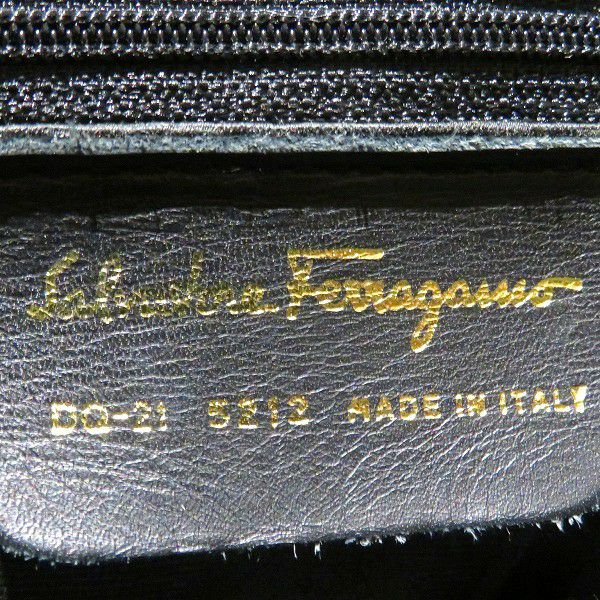 Salvatore Ferragamo
DQ-21 5212 MADE IN ITALY